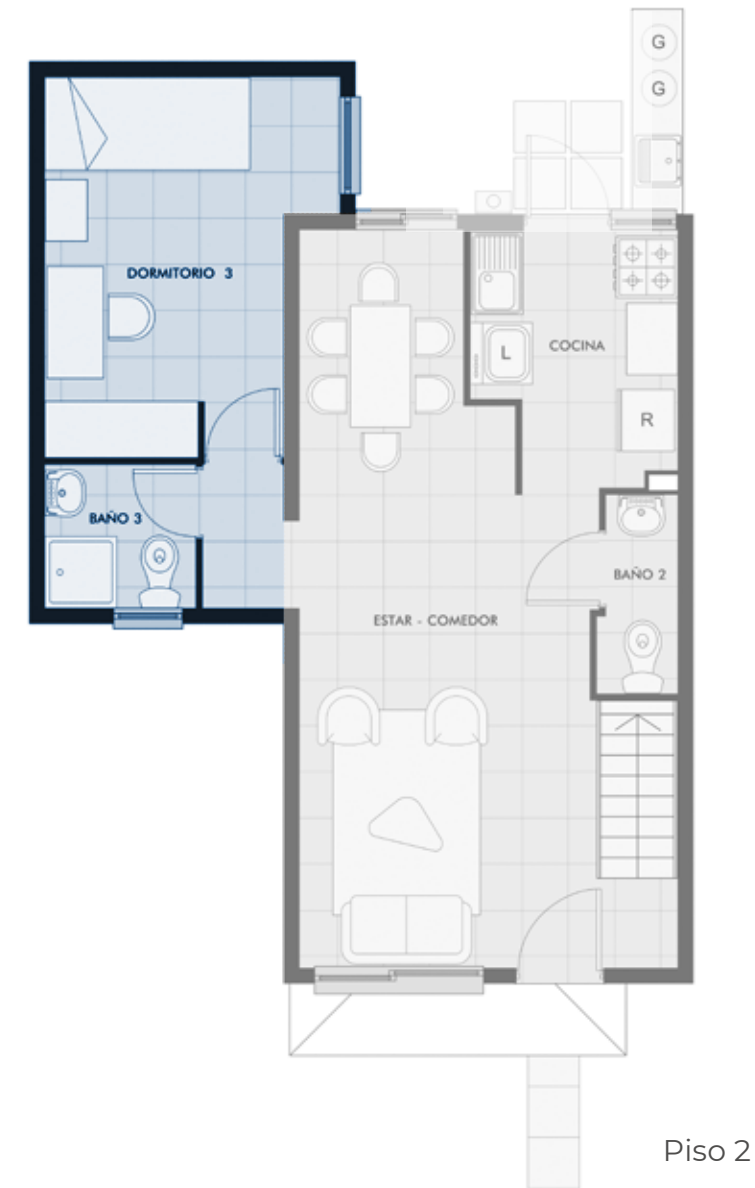 G
G
DORMITORIO 3
L
COCINA
R
BAÑO 3
BAÑO 2
ESTAR - COMEDOR
Piso 2